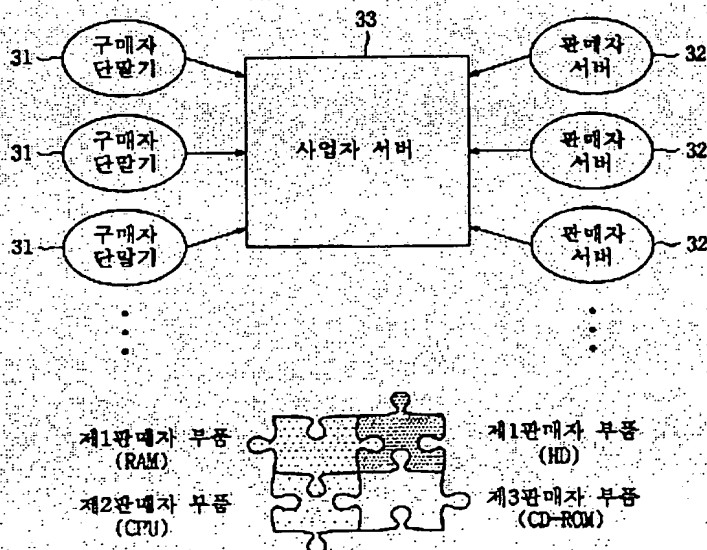 33
31
구매자
단말기
판매자
서버
32
31
구매자
단말기
사업자 서버
판매자
서버
32
31
구매자
단말기
판매자
서버
32
제1판매자 부품
(RAM)
제1판매자 부품
(HD)
제2판매자 부품
(CPU)
제3판매자 부품
(CD-ROM)